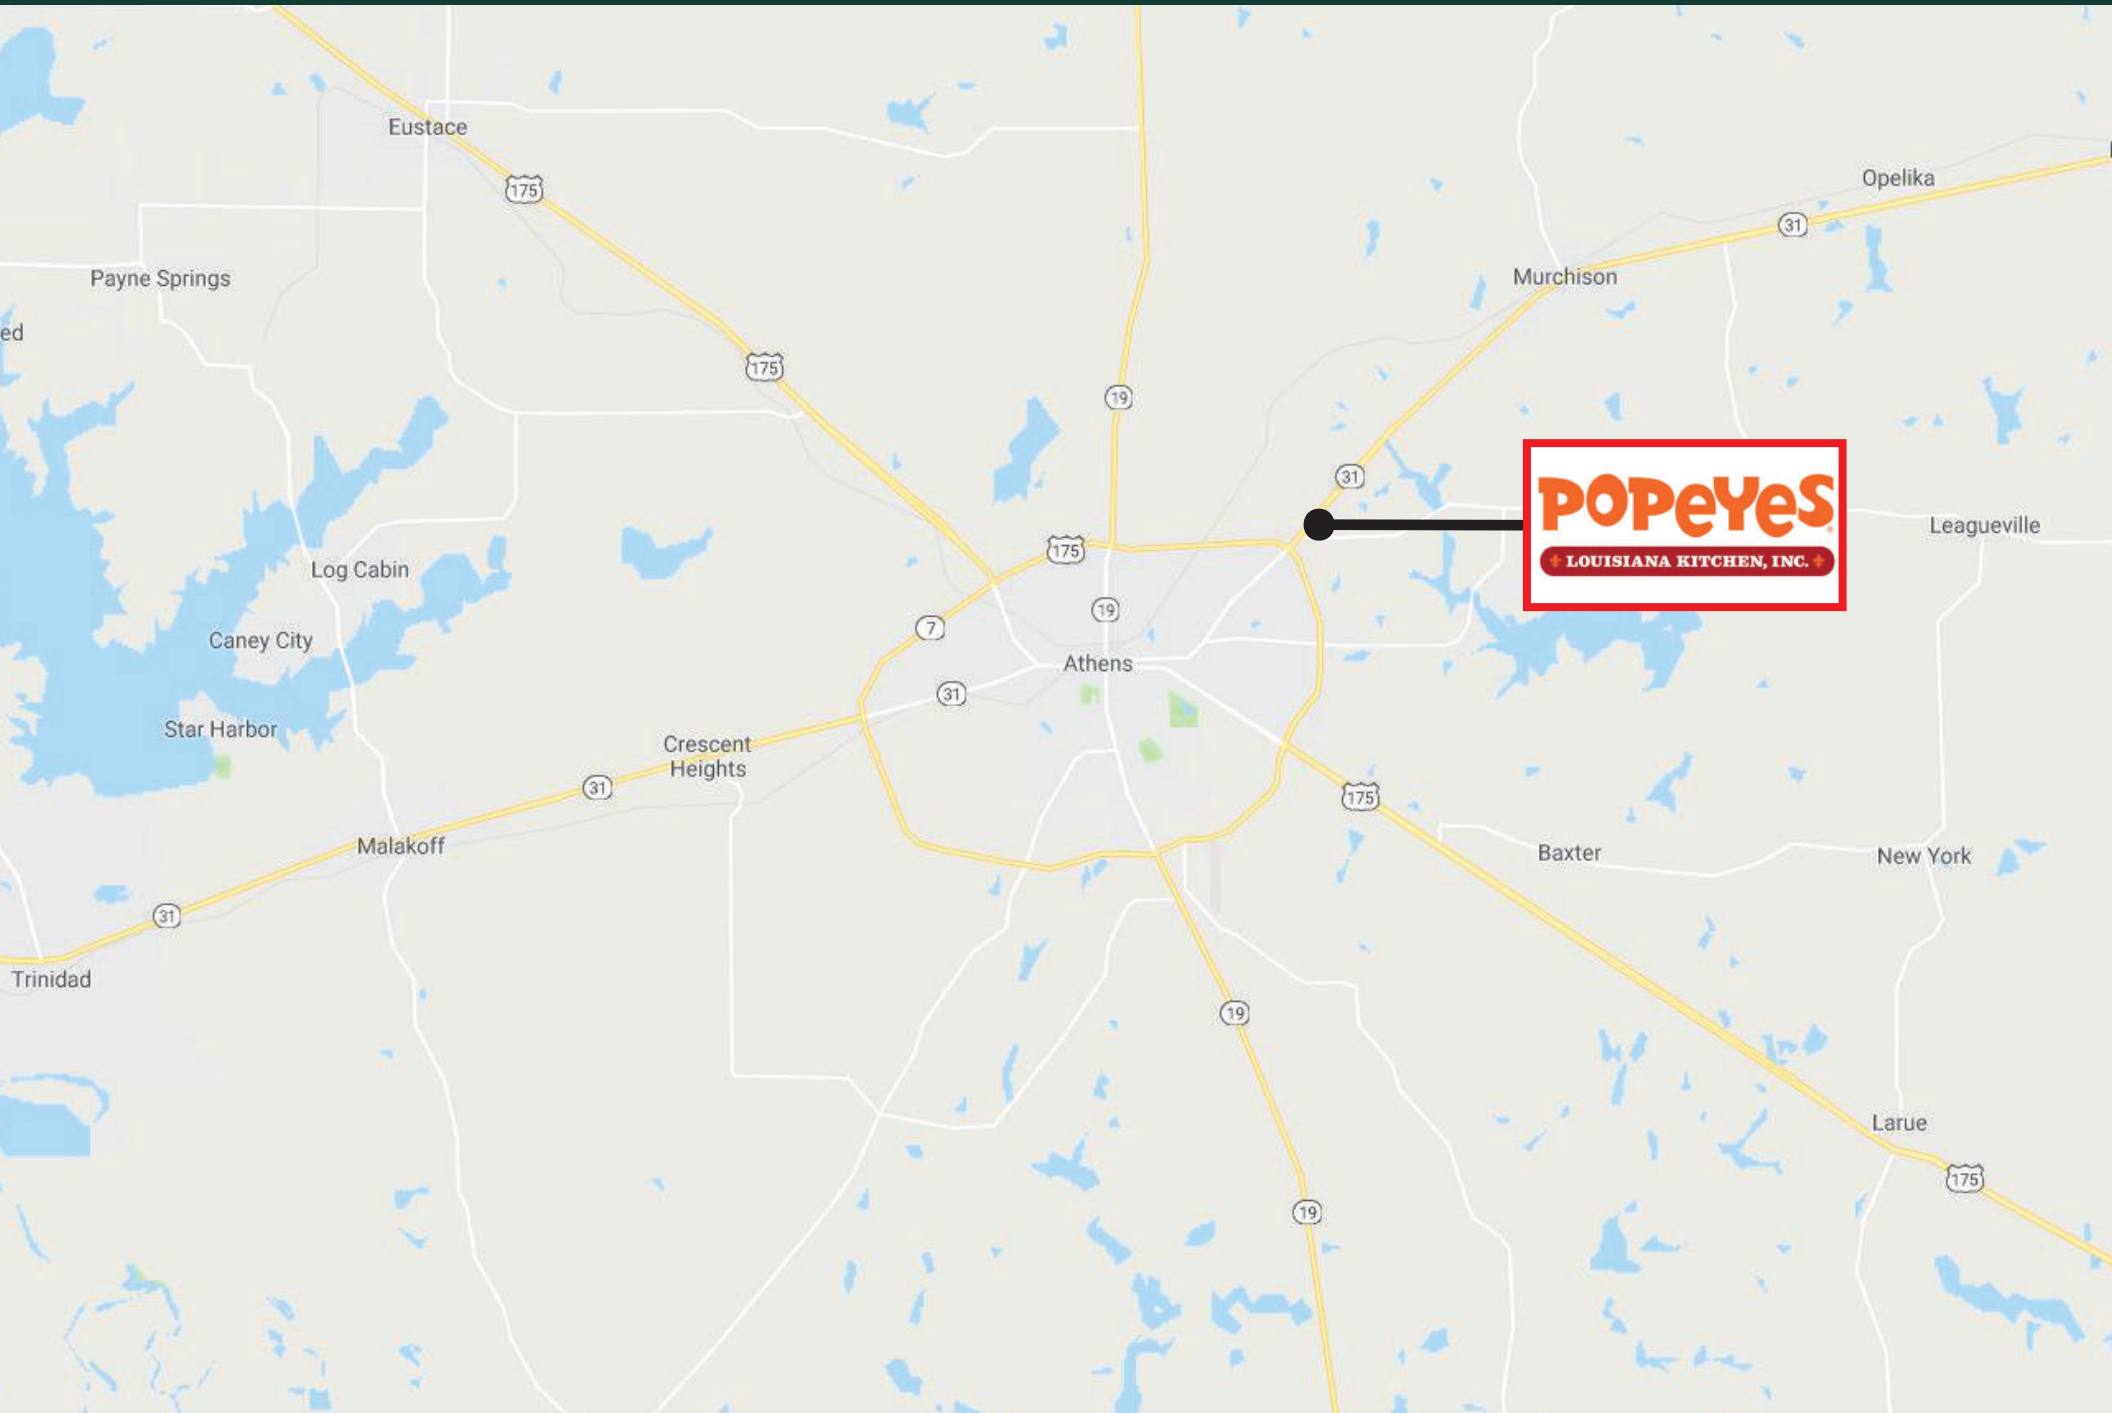 Eustace
175
Opelika
31
Murchison
Payne Springs
ed
175
19
31
POPEYES
LOUISIANA KITCHEN, INC.
Leagueville
175
Log Cabin
19
7
Caney City
Athens
31
Star Harbor
Crescent
Heights
31
175
Malakoff
Baxter
New York
31
Trinidad
19
Larue
175
19